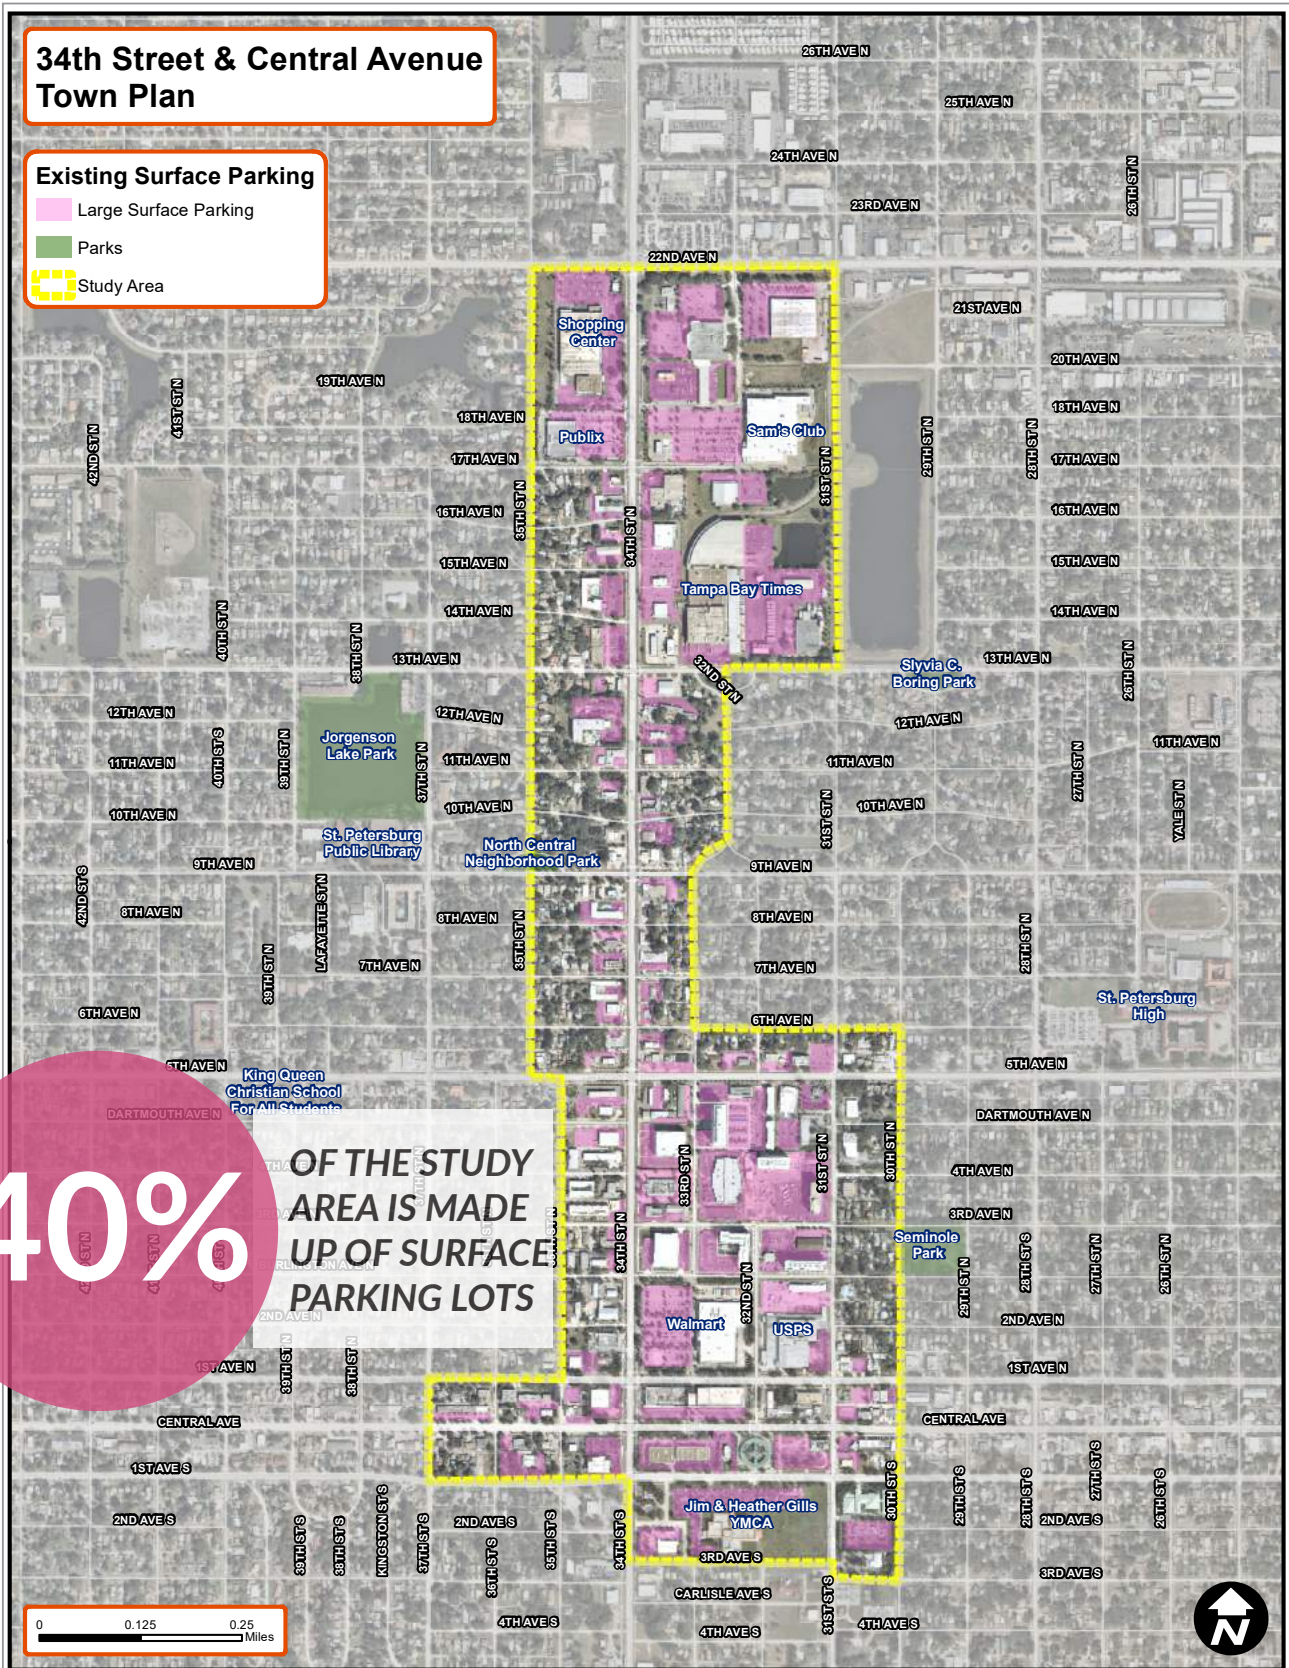 34th Street & Central Avenue
Town Plan
Existing Surface Parking
Large Surface Parking
Parks
Study Area
26TH AVE N
25TH AVE N
24TH AVE N
26TH ST N
23RD AVE N
22ND AVE N
21ST AVE N
Shopping
Center
20TH AVE N
19TH AVE N
41ST ST N
18TH AVE N
18TH AVE N
42ND ST N
Publix
Sam's Club
29TH ST N
28TH ST N
17TH AVE N
17TH AVE N
31ST ST N
35TH ST N
16TH AVE N
16TH AVE N
34TH ST N
15TH AVE N
15TH AVE N
Tampa Bay Times
14TH AVE N
14TH AVE N
40TH ST N
38TH ST N
13TH AVE N
32ND ST N
13TH AVE N
Slyvia C.
Boring Park
26TH ST N
12TH AVE N
12TH AVE N
12TH AVE N
Jorgenson
Lake Park
40TH ST S
39TH ST N
37TH ST N
11TH AVE N
11TH AVE N
11TH AVE N
11TH AVE N
27TH ST N
10TH AVE N
10TH AVE N
10TH AVE N
31ST ST N
YALE ST N
St. Petersburg
Public Library
North Central
Neighborhood Park
9TH AVE N
9TH AVE N
42ND ST S
8TH AVE N
LAFAYETTE ST N
8TH AVE N
35TH ST N
8TH AVE N
28TH ST N
39TH ST N
7TH AVE N
7TH AVE N
6TH AVE N
6TH AVE N
St. Petersburg
High
5TH AVE N
5TH AVE N
King Queen
Christian School
For All Students
DARTMOUTH AVE N
DARTMOUTH AVE N
40%
OF THE STUDY
AREA IS MADE
UP OF SURFACE
PARKING LOTS
33RD ST N
31ST ST N
30TH ST N
4TH AVE N
3RD AVE N
34TH ST N
Seminole
Park
32ND ST N
29TH ST N
28TH ST S
27TH ST N
26TH ST N
BURLINGTON AVE N
2ND AVE N
2ND AVE N
Walmart
USPS
1ST AVE N
39TH ST N
38TH ST N
1ST AVE N
CENTRAL AVE
CENTRAL AVE
1ST AVE S
2ND AVE S
39TH ST S
38TH ST S
KINGSTON ST S
37TH ST S
2ND AVE S
36TH ST S
35TH ST S
34TH ST S
Jim & Heather Gills
YMCA
30TH ST S
29TH ST S
28TH ST S
27TH ST S
2ND AVE S
26TH ST S
3RD AVE S
3RD AVE S
CARLISLE AVE S
31ST ST S
4TH AVE S
4TH AVE S
4TH AVE S
0 0.125 0.25
Miles
N